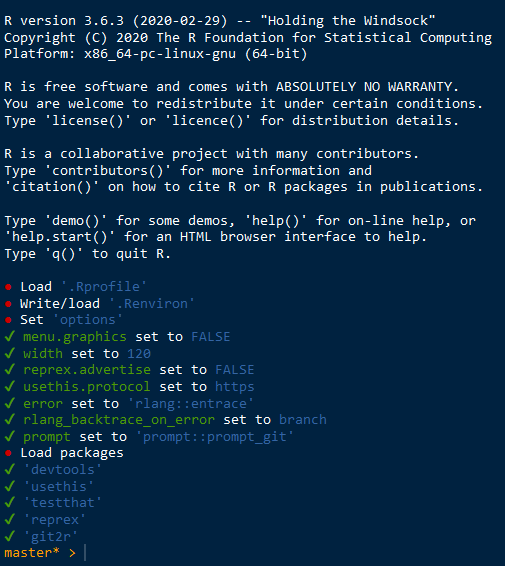 R version 3.6.3 (2020-02-29) -- "Holding the Windsock"
Copyright (C) 2020 The R Foundation for Statistical Computing
Platform: x86_64-pc-linux-gnu (64-bit)

R is free software and comes with ABSOLUTELY NO WARRANTY.
You are welcome to redistribute it under certain conditions.
Type 'license()' or 'licence()' for distribution details.

R is a collaborative project with many contributors.
Type 'contributors()' for more information and
'citation()' on how to cite R or R packages in publications.

Type 'demo()' for some demos, 'help()' for on-line help, or
'help.start()' for an HTML browser interface to help.
Type 'q()' to quit R.

● Load '.Rprofile'
● Write/load '.Renviron'
● Set 'options'
✔ menu.graphics set to FALSE
✔ width set to 120
✔ reprex.advertise set to FALSE
✔ usethis.protocol set to https
✔ error set to 'rlang::entrace'
✔ rlang_backtrace_on_error set to branch
✔ prompt set to 'prompt::prompt_git'
● Load packages
✔ 'devtools'
✔ 'usethis'
✔ 'testthat'
✔ 'reprex'
✔ 'git2r'
master* >